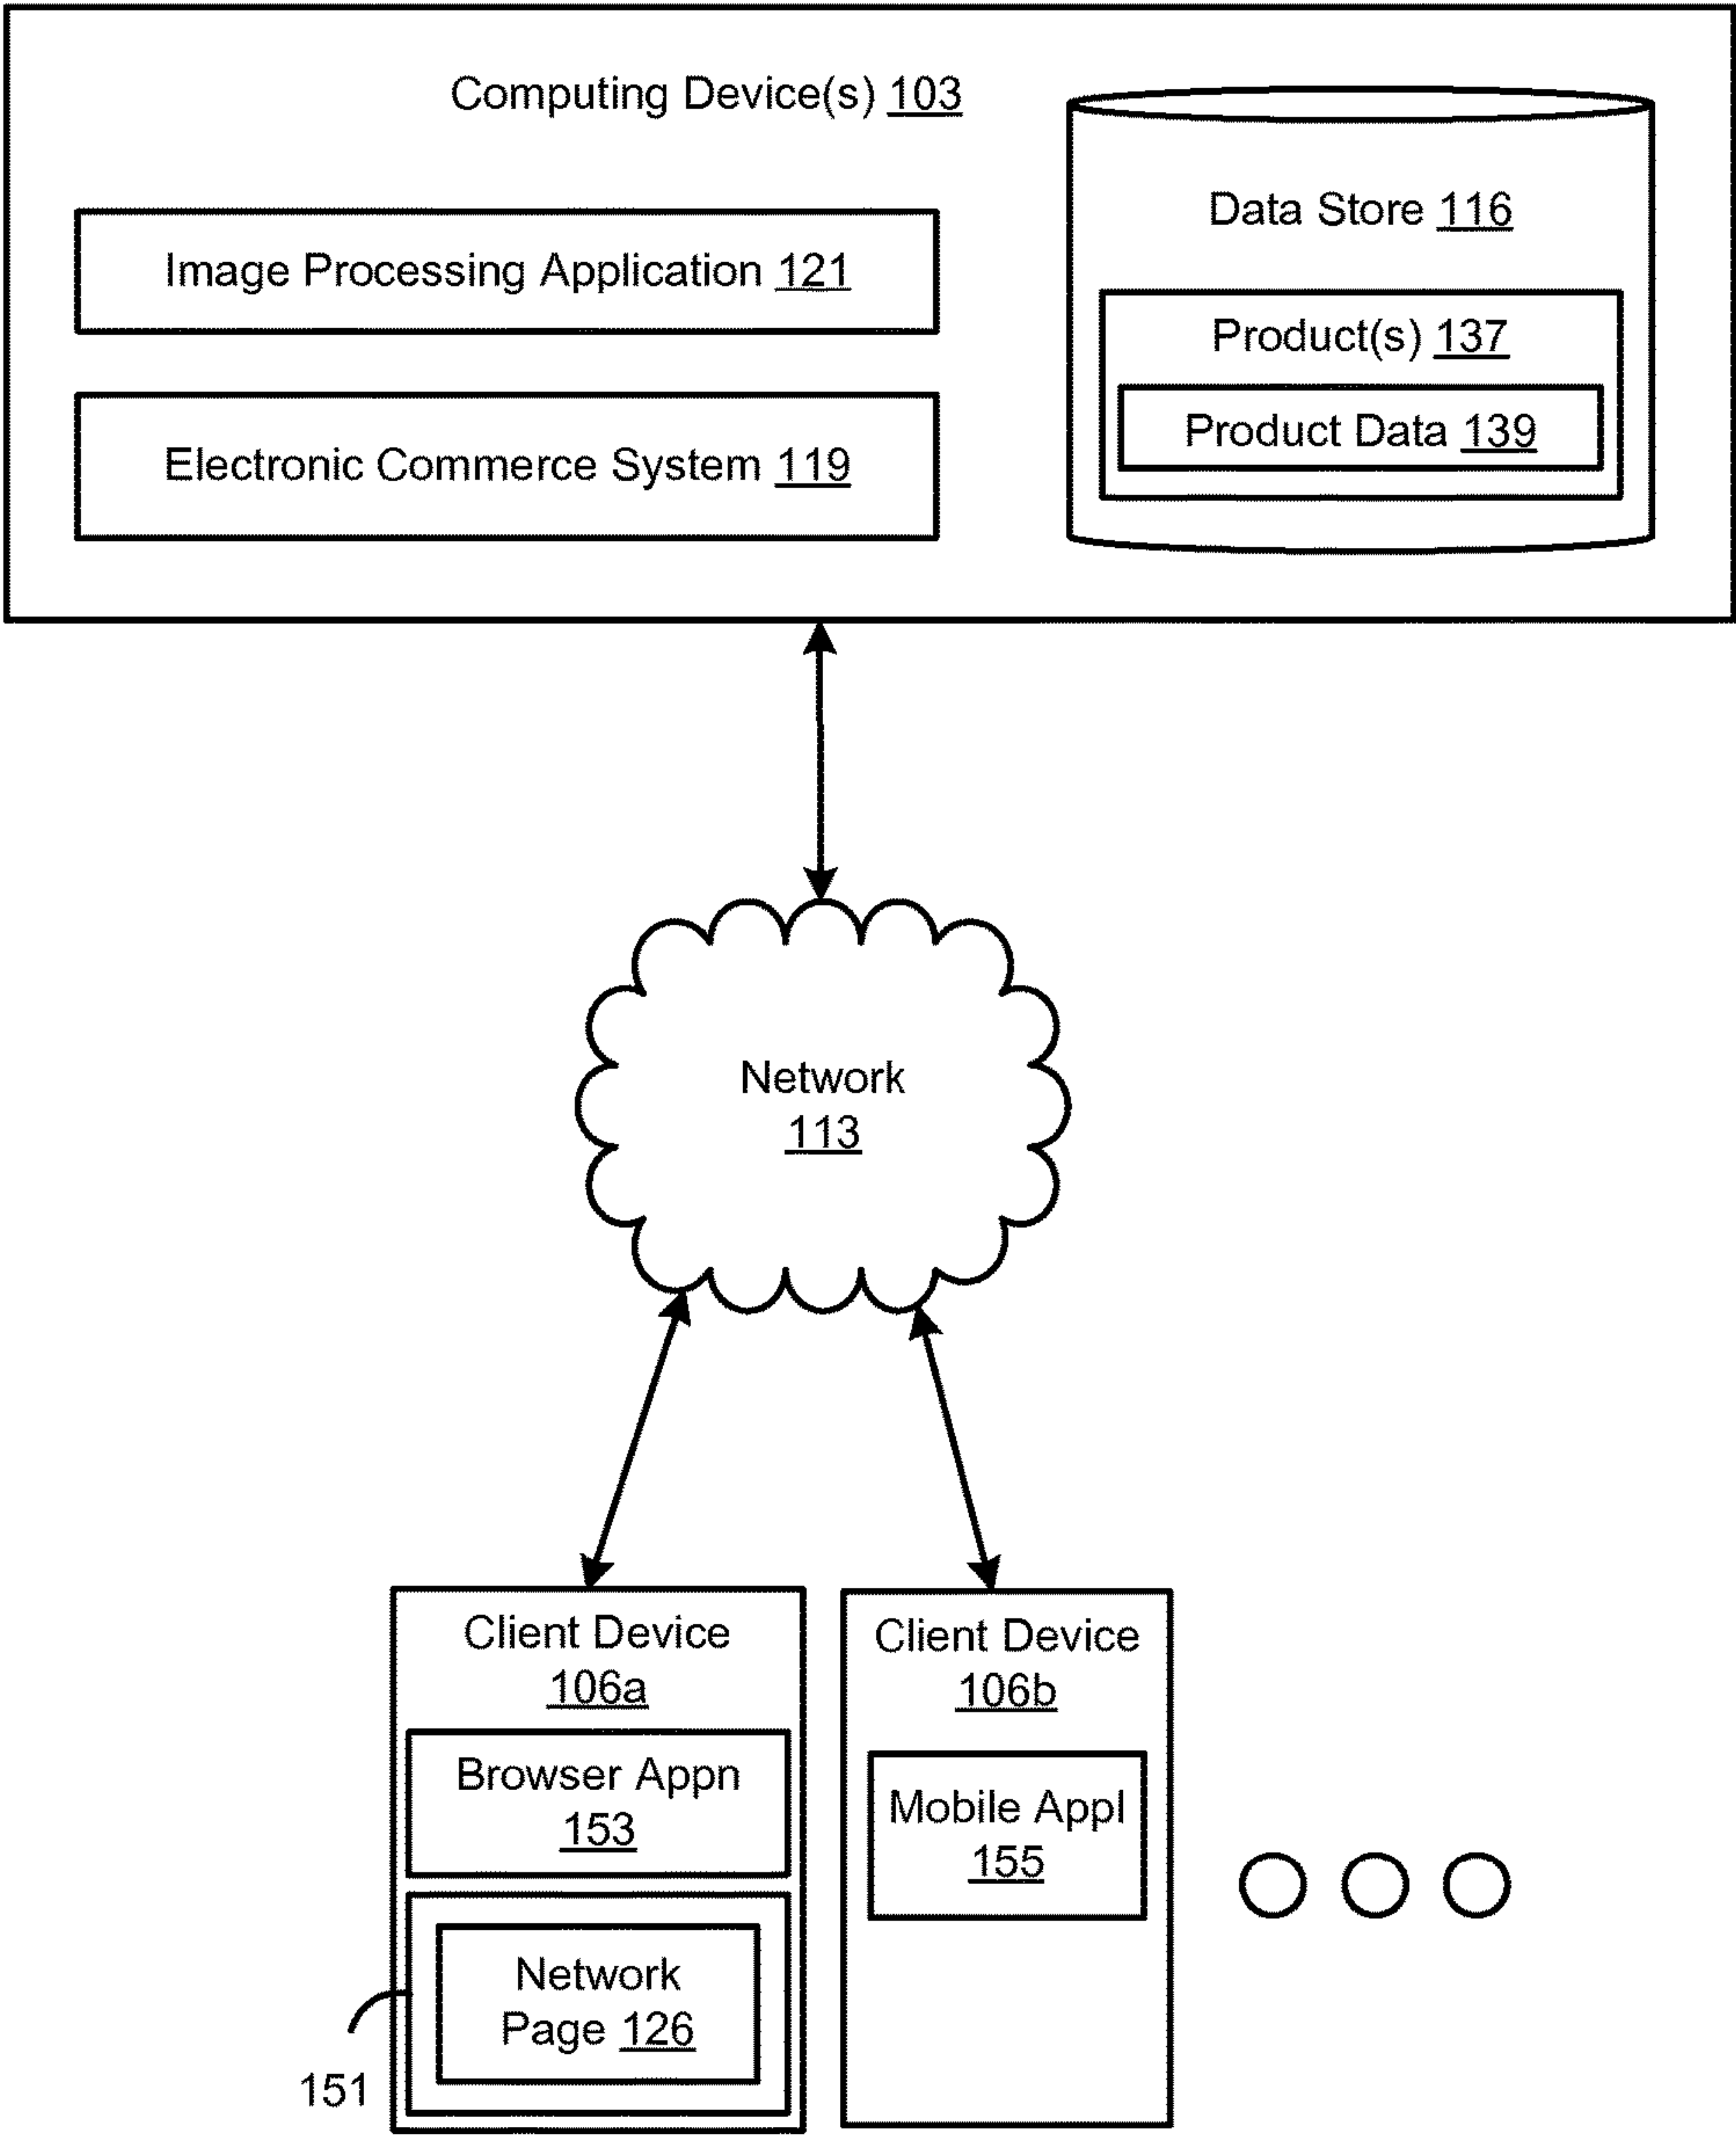 Computing Device(s) 103
Image Processing Application 121
Electronic Commerce System 119
Data Store 116
Product(s) 137
Product Data 139
Network
113
Client Device
106a
Browser Appn
153
Network
Page 126
151
Client Device
106b
Mobile Appl
155